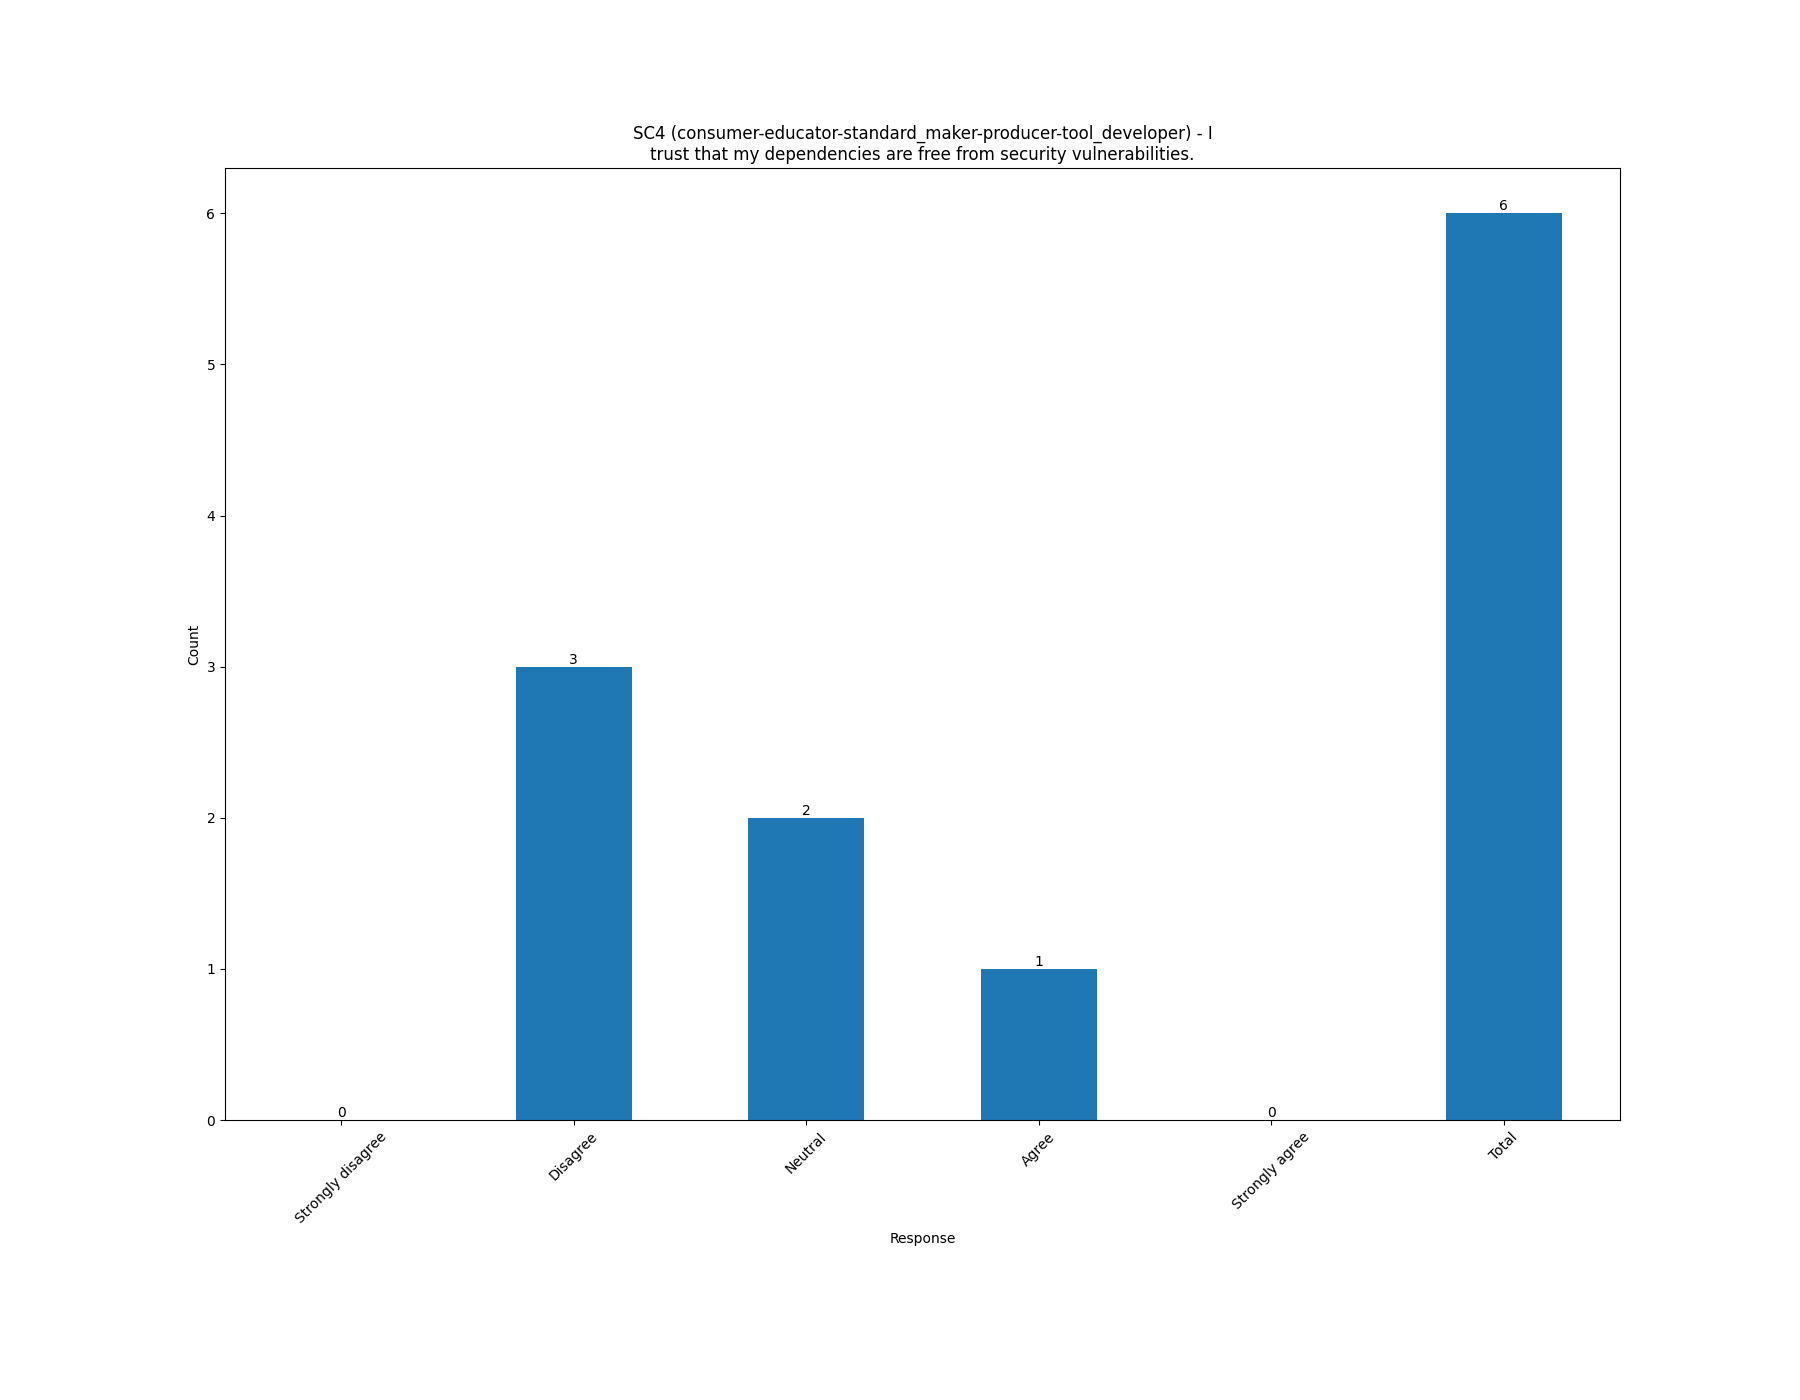 SC4 (consumer-educator-standard_maker-producer-tool_developer) - I
trust that my dependencies are free from security vulnerabilities.
6
5
4
3
2
1
0
Count
0
3
2
1
0
6
Strongly disagree
Disagree
Neutral
Agree
Strongly agree
Total
Response